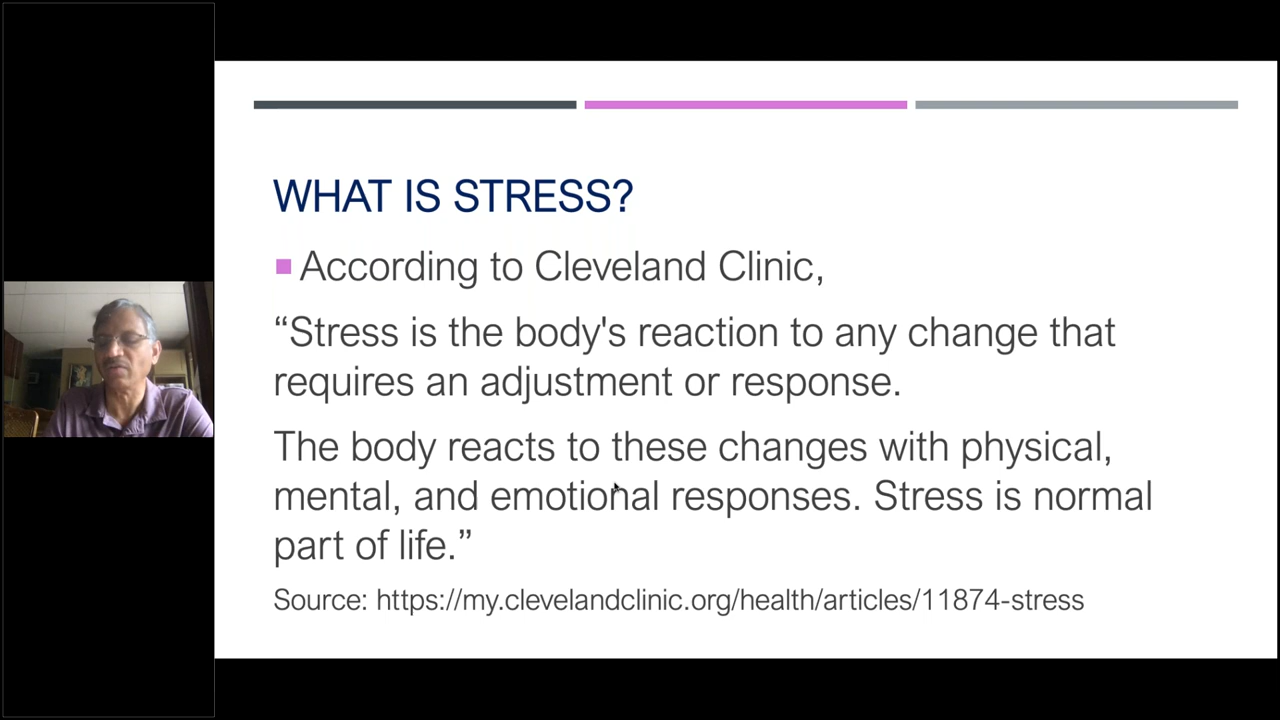 WHAT IS STRESS?
According to Cleveland Clinic,
“Stress is the body's reaction to any change that
requires an adjustment or response.
The body reacts to these changes with physical,
mental, and emotional responses. Stress is normal
part of life.”
Source: https://my.clevelandclinic.org/health/articles/11874-stress